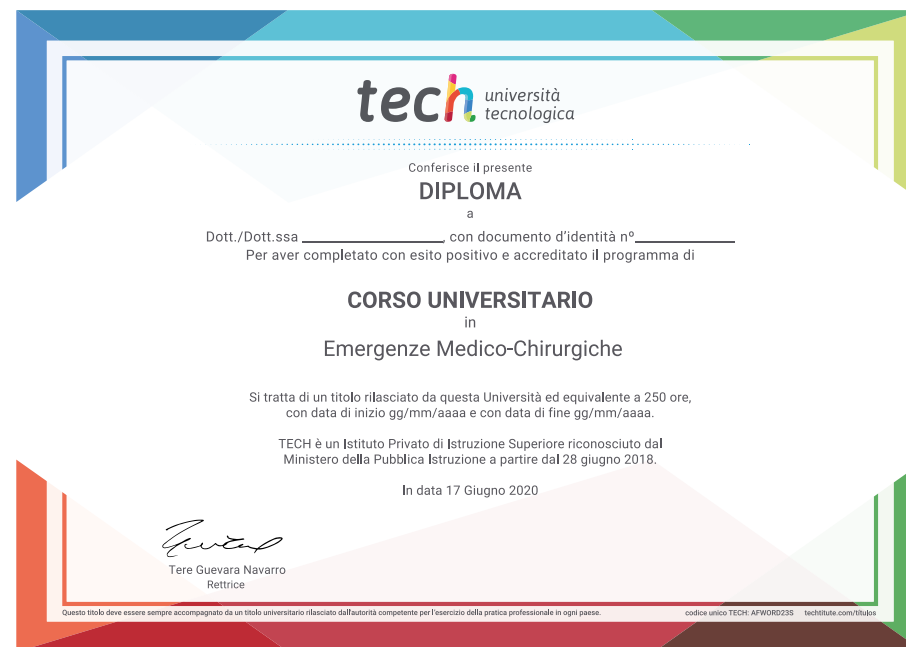 tech università
tecnologica
Conferisce il presente
DIPLOMA
a
Dott./Dott.ssa ____________________, con documento d'identità nº______________
Per aver completato con esito positivo e accreditato il programma di
CORSO UNIVERSITARIO
in
Emergenze Medico-Chirurgiche
Si tratta di un titolo rilasciato da questa Università ed equivalente a 250 ore,
con data di inizio gg/mm/aaaa e con data di fine gg/mm/aaaa.
TECH è un Istituto Privato di Istruzione Superiore riconosciuto dal
Ministero della Pubblica Istruzione a partire dal 28 giugno 2018.
In data 17 Giugno 2020
Tere Guevara Navarro
Rettrice
Questo titolo deve essere sempre accompagnato da un titolo universitario rilasciato dall'autorità competente per l'esercizio della pratica professionale in ogni paese. codice unico TECH: AFWORD23S techtitute.com/títulos